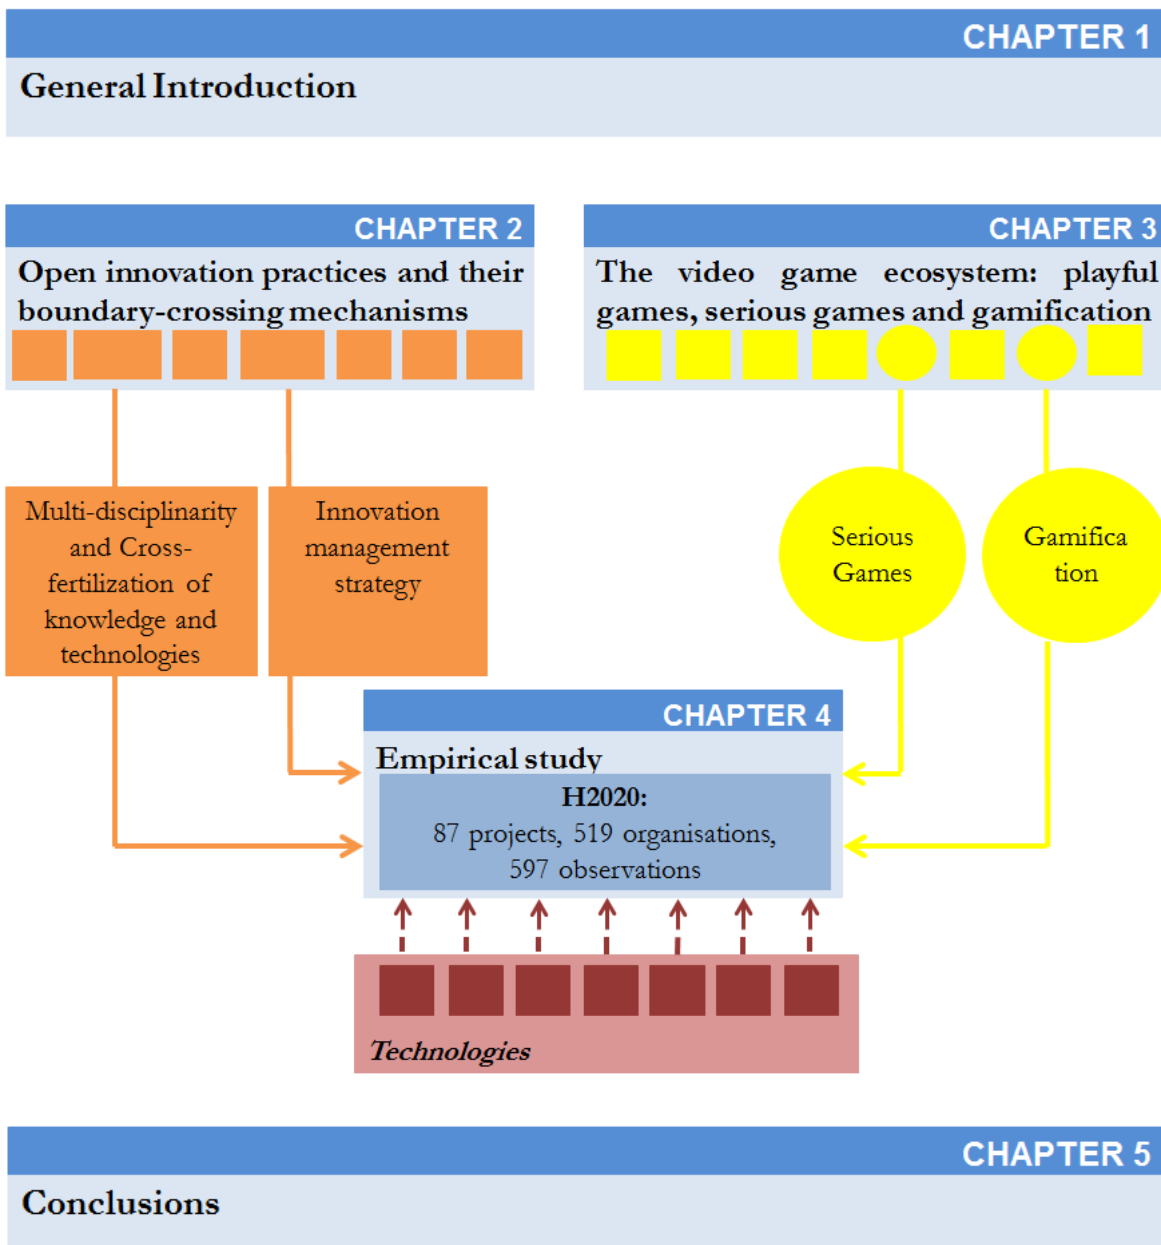 CHAPTER 1
General Introduction
CHAPTER 2
Open innovation practices and their
boundary-crossing mechanisms
CHAPTER 3
The video game ecosystem: playful
games, serious games and gamification
Multi-disciplinarity
and Cross-
fertilization of
knowledge and
technologies
Innovation
management
strategy
Serious
Games
Gamifica
tion
CHAPTER 4
Empirical study
H2020:
87 projects, 519 organisations,
597 observations
Technologies
CHAPTER 5
Conclusions